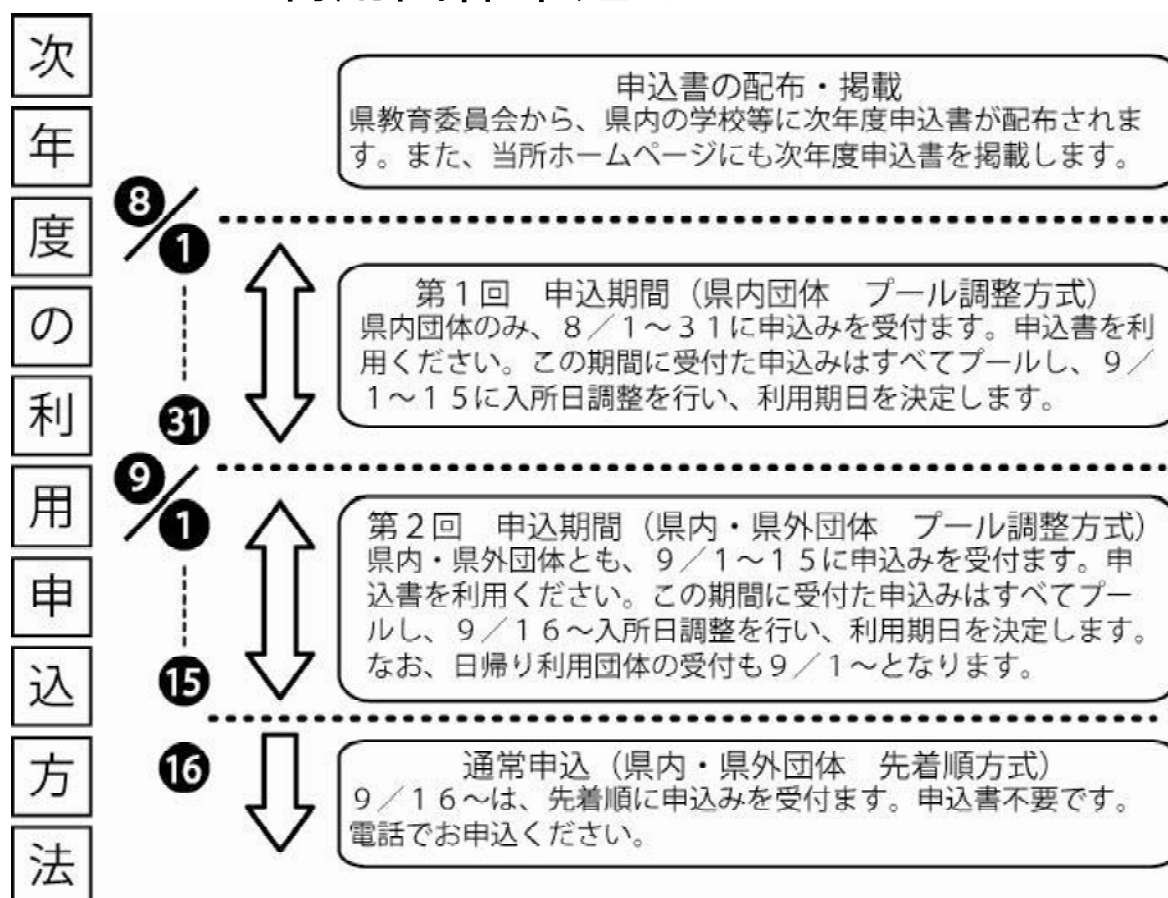 次年度の利用申込方法
申込書の配布・掲載
県教育委員会から、県内の学校等に次年度申込書が配布されま
す。また、当所ホームページにも次年度申込書を掲載します。
8/1
第1回 申込期間(県内団体 プール調整方式)
県内団体のみ、8/1~31に申込みを受付ます。申込書を利
用ください。この期間に受付た申込みはすべてプールし、9/
1~15に入所日調整を行い、利用期日を決定します。
31
9/1
第2回 申込期間(県内・県外団体 プール調整方式)
県内・県外団体とも、9/1~15に申込みを受付ます。申
込書を利用ください。この期間に受付た申込みはすべてプー
ルし、9/16~入所日調整を行い、利用期日を決定します。
なお、日帰り利用団体の受付も9/1~となります。
15
16
通常申込(県内・県外団体 先着順方式)
9/16~は、先着順に申込みを受付ます。申込書不要です。
電話でお申込ください。